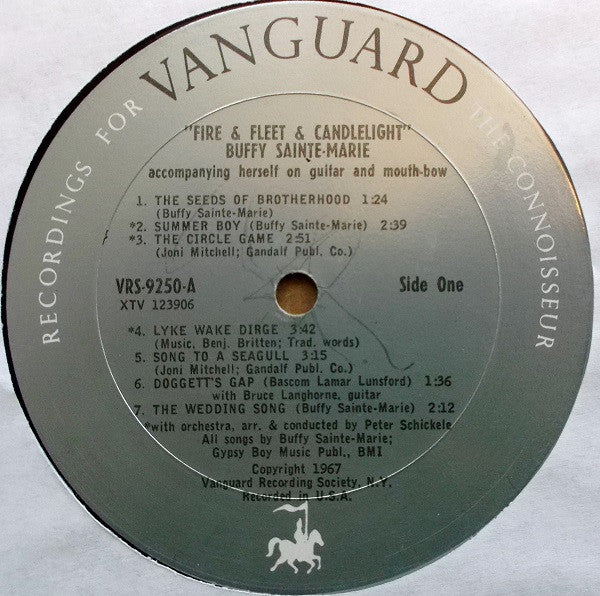 RECORDINGS FOR VANGUARD THE CONNOISSEUR
"FIRE & FLEET & CANDLELIGHT"
BUFFY SAINTE-MARIE
accompanying herself on guitar and mouth-bow
1. THE SEEDS OF BROTHERHOOD 1:24
(Buffy Sainte-Marie)
*2. SUMMER BOY (Buffy Sainte-Marie) 2:39
*3. THE CIRCLE GAME 2:51
(Joni Mitchell; Gandalf Publ. Co.)
VRS-9250-A Side One
XTV 123906
*4. LYKE WAKE DIRGE 3:42
(Music, Benj. Britten; Trad. words)
5. SONG TO A SEAGULL 3:15
(Joni Mitchell; Gandalf Publ. Co.)
6. DOGGETT'S GAP (Bascom Lamar Lunsford) 1:36
with Bruce Langhorne, guitar
7. THE WEDDING SONG (Buffy Sainte-Marie) 2:12
*with orchestra, arr. & conducted by Peter Schickele
All songs by Buffy Sainte-Marie;
Gypsy Boy Music Publ., BMI
Copyright 1967
Vanguard Recording Society, N.Y.
Recorded in U.S.A.